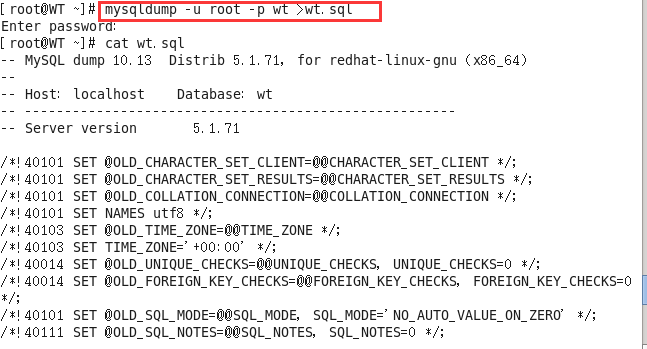 [root@WT ~]# mysqldump -u root -p wt >wt.sql
Enter password:
[root@WT ~]# cat wt.sql
-- MySQL dump 10.13  Distrib 5.1.71, for redhat-linux-gnu (x86_64)
--
-- Host: localhost    Database: wt
-- ------------------------------------------------------
-- Server version       5.1.71
/*!40101 SET @OLD_CHARACTER_SET_CLIENT=@@CHARACTER_SET_CLIENT */;
/*!40101 SET @OLD_CHARACTER_SET_RESULTS=@@CHARACTER_SET_RESULTS */;
/*!40101 SET @OLD_COLLATION_CONNECTION=@@COLLATION_CONNECTION */;
/*!40101 SET NAMES utf8 */;
/*!40103 SET @OLD_TIME_ZONE=@@TIME_ZONE */;
/*!40103 SET TIME_ZONE='+00:00' */;
/*!40014 SET @OLD_UNIQUE_CHECKS=@@UNIQUE_CHECKS, UNIQUE_CHECKS=0 */;
/*!40014 SET @OLD_FOREIGN_KEY_CHECKS=@@FOREIGN_KEY_CHECKS, FOREIGN_KEY_CHECKS=0
*/;
/*!40101 SET @OLD_SQL_MODE=@@SQL_MODE, SQL_MODE='NO_AUTO_VALUE_ON_ZERO' */;
/*!40111 SET @OLD_SQL_NOTES=@@SQL_NOTES, SQL_NOTES=0 */;